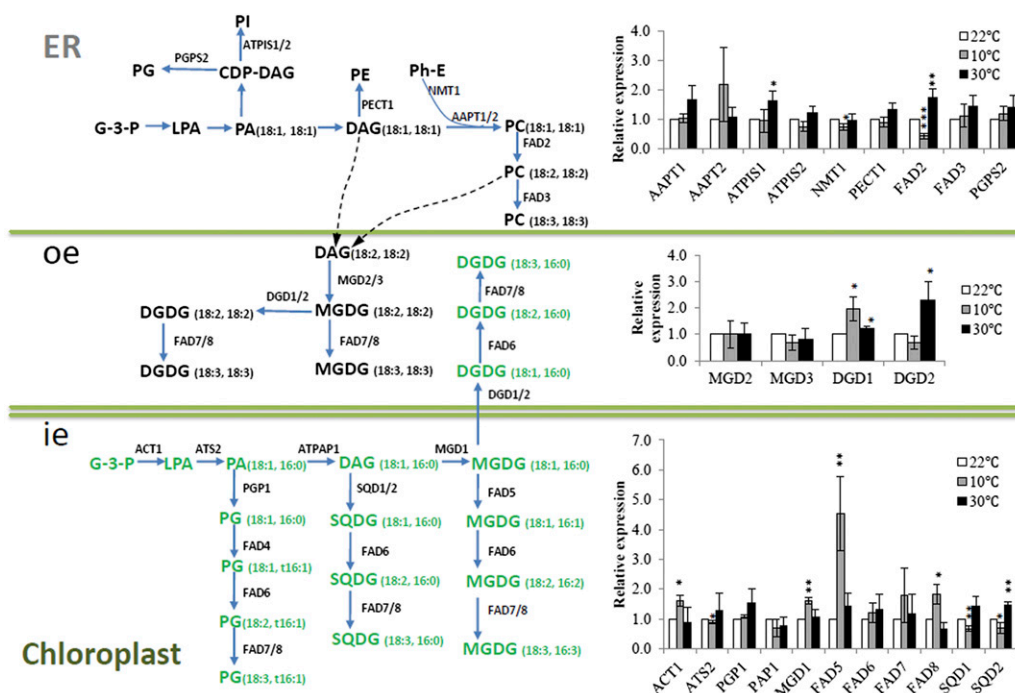 ER
PI
ATPIS1/2
PGPS2
PG
CDP-DAG
PE
Ph-E
NMT1
PECT1
AAPT1/2
G-3-P
LPA
PA(18:1, 18:1)
DAG(18:1, 18:1)
PC(18:1, 18:1)
FAD2
PC (18:2, 18:2)
FAD3
PC (18:3, 18:3)
Relative expression
4.0
3.0
2.0
1.0
0.0
22°C
10°C
30°C
*
***
*
**
AAPT1
AAPT2
ATPIS1
ATPIS2
NMT1
PECT1
FAD2
FAD3
PGPS2
oe
DAG(18:2, 18:2)
MGD2/3
DGD1/2
DGDG (18:2, 18:2)
MGDG (18:2, 18:2)
FAD7/8
FAD7/8
DGDG (18:3, 18:3)
MGDG (18:3, 18:3)
DGDG (18:3, 16:0)
FAD7/8
DGDG (18:2, 16:0)
FAD6
DGDG (18:1, 16:0)
DGD1/2
Relative
expression
4.0
3.0
2.0
1.0
0.0
22°C
10°C
30°C
*
*
*
MGD2
MGD3
DGD1
DGD2
ie
ACT1
ATS2
ATPAP1
MGD1
G-3-P
LPA
PA(18:1, 16:0)
DAG (18:1, 16:0)
MGDG (18:1, 16:0)
PGP1
SQD1/2
FAD5
PG (18:1, 16:0)
SQDG (18:1, 16:0)
MGDG (18:1, 16:1)
FAD4
FAD6
FAD6
PG (18:1, t16:1)
SQDG (18:2, 16:0)
MGDG (18:2, 16:2)
FAD6
FAD7/8
FAD7/8
PG(18:2, t16:1)
SQDG (18:3, 16:0)
MGDG (18:3, 16:3)
FAD7/8
PG(18:3, t16:1)
Chloroplast
Relative expression
7.0
6.0
5.0
4.0
3.0
2.0
1.0
0.0
22°C
10°C
30°C
*
*
**
**
*
**
*
**
ACT1
ATS2
PGP1
PAP1
MGD1
FAD5
FAD6
FAD7
FAD8
SQD1
SQD2